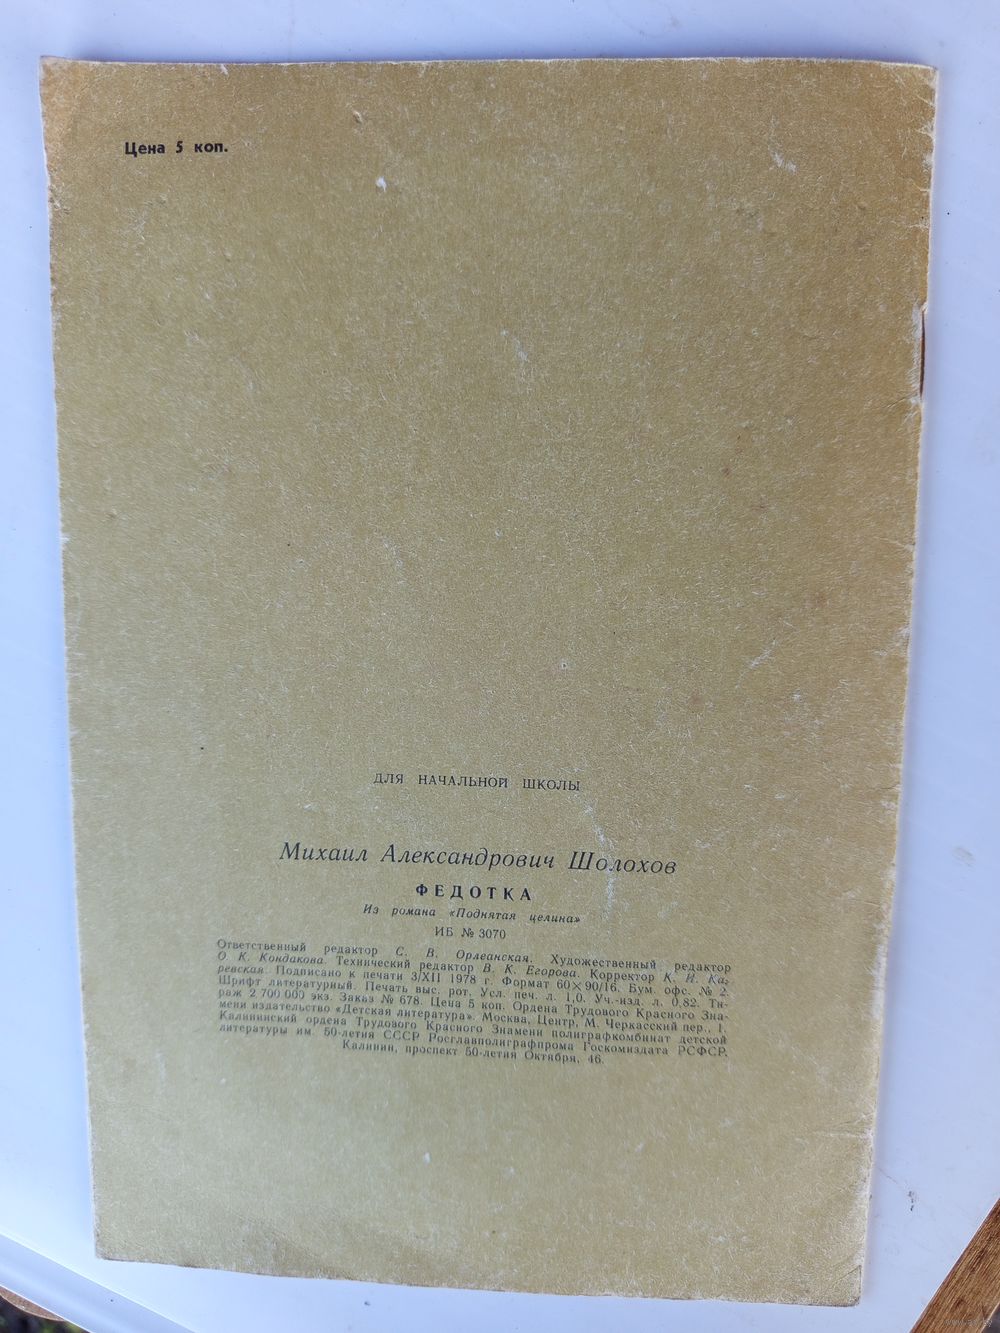 Цена 5 коп.
ДЛЯ НАЧАЛЬНОЙ ШКОЛЫ
Михаил Александрович Шолохов
ФЕДОТКА
Из романа «Поднятая целина»
ИБ № 3070
Ответственный редактор С. В. Орлеанская. Художественный редактор
О. К. Кондакова. Технический редактор В. К. Егорова. Корректор К. И. Ка-
ревская. Подписано к печати 3/XII 1978 г. Формат 60×90/16. Бум. офс. № 2.
Шрифт литературный. Печать выс. рот. Усл. печ. л. 1,0. Уч.-изд. л. 0,82. Ти-
раж 2 700 000 экз. Заказ № 678. Цена 5 коп. Ордена Трудового Красного Зна-
мени издательство «Детская литература». Москва, Центр, М. Черкасский пер., 1.
Калининский ордена Трудового Красного Знамени полиграфкомбинат детской
литературы им. 50-летия СССР Росглавполиграфпрома Госкомиздата РСФСР.
Калинин, проспект 50-летия Октября, 46.